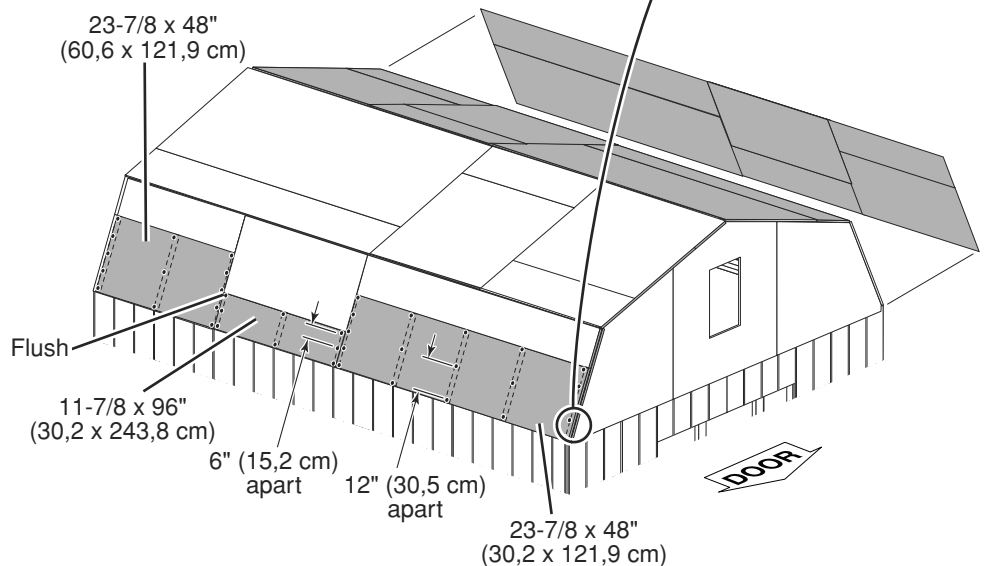 23-7/8 x 48"
(60,6 x 121,9 cm)
Flush
11-7/8 x 96"
(30,2 x 243,8 cm)
6" (15,2 cm)
apart
12" (30,5 cm)
apart
DOOR
23-7/8 x 48"
(30,2 x 121,9 cm)